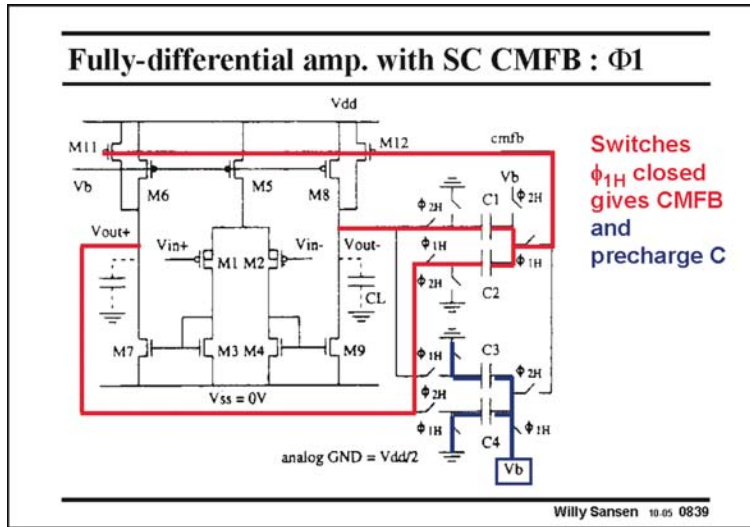 Fully-differential amp. with SC CMFB : Φ1
Vdd
M11
M12
cmfb
Vb
M6
M5
M8
Vb
ϕ2H
ϕ2H
C1
Vout+
Vin+
Vin-
Vout-
ϕ1H
M1
M2
ϕ1H
ϕ2H
C2
CL
M7
M3
M4
M9
ϕ1H
C3
ϕ2H
Vss = 0V
ϕ2H
ϕ1H
C4
ϕ1H
analog GND = Vdd/2
Vb
Switches
ϕ1H closed
gives CMFB
and
precharge C
Willy Sansen 10-05 0839